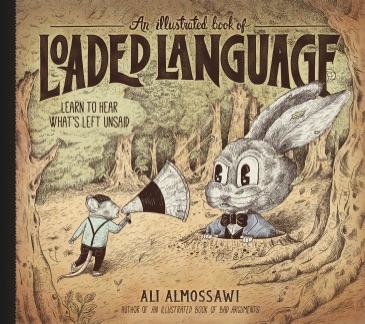 An illustrated book of
LOADED LANGUAGE
LEARN TO HEAR
WHAT'S LEFT UNSAID
ALI ALMOSSAWI
AUTHOR OF AN ILLUSTRATED BOOK OF BAD ARGUMENTS